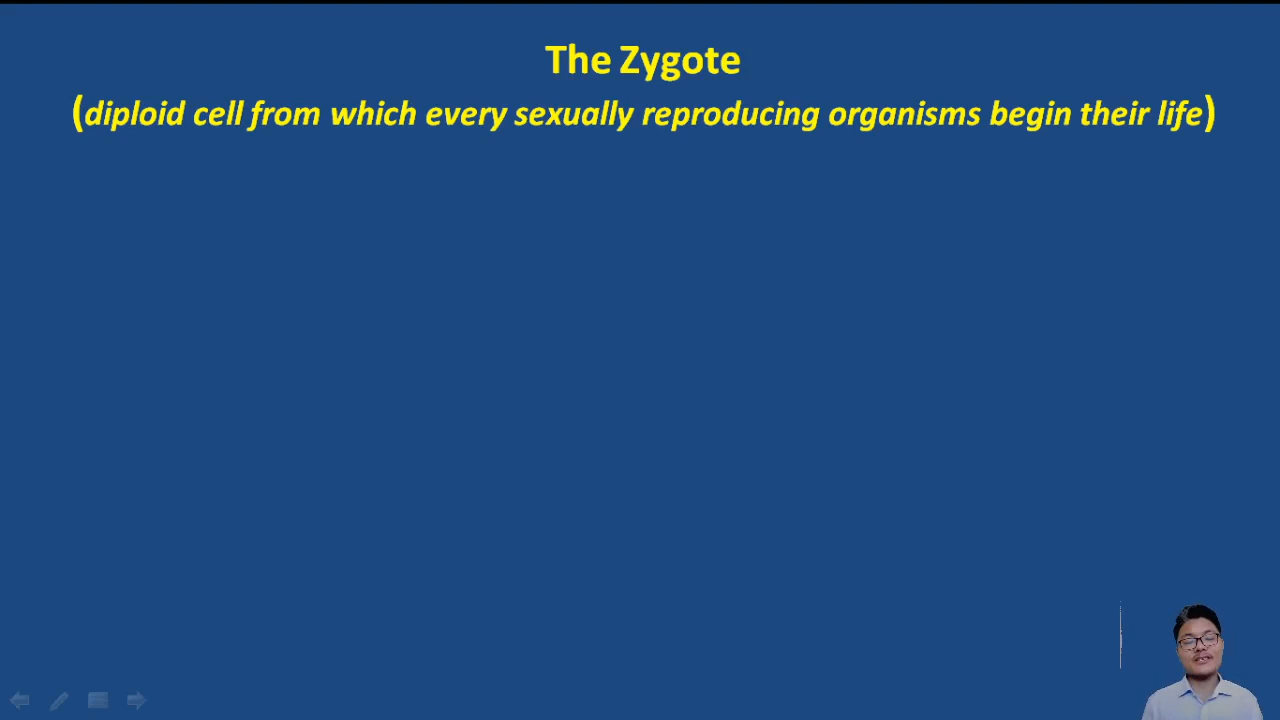 The Zygote
(diploid cell from which every sexually reproducing organisms begin their life)